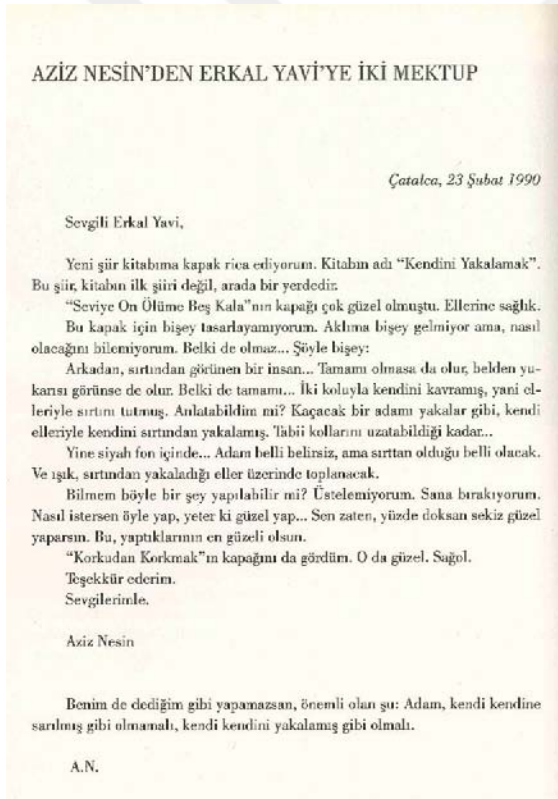 AZİZ NESİN'DEN ERKAL YAVİ'YE İKİ MEKTUP
Çatalca, 23 Şubat 1990
Sevgili Erkal Yavi,
Yeni şiir kitabıma kapak rica ediyorum. Kitabın adı “Kendini Yakalamak”.
Bu şiir, kitabın ilk şiiri değil, arada bir yerdedir.
“Seviye On Ölüme Beş Kala”nın kapağı çok güzel olmuştu. Ellerine sağlık.
Bu kapak için bişey tasarlayamıyorum. Aklıma bişey gelmiyor ama, nasıl
olacağını bilemiyorum. Belki de olmaz... Şöyle bişey:
Arkadan, sırtından görünen bir insan... Tamamı olmasa da olur, belden yu-
karısı görünse de olur. Belki de tamamı... İki koluyla kendini kavramış, yani el-
leriyle sırtını tutmuş. Anlatabildim mi? Kaçacak bir adamı yakalar gibi, kendi
elleriyle kendini sırtından yakalamış. Tabii kollarını uzatabildiği kadar...
Yine siyah fon içinde... Adam belli belirsiz, ama sırttan olduğu belli olacak.
Ve ışık, sırtından yakaladığı eller üzerinde toplanacak.
Bilmem böyle bir şey yapılabilir mi? Üstelemiyorum. Sana bırakıyorum.
Nasıl istersen öyle yap, yeter ki güzel yap... Sen zaten, yüzde doksan sekiz güzel
yaparsın. Bu, yaptıklarının en güzeli olsun.
“Korkudan Korkmak”ın kapağını da gördüm. O da güzel. Sağol.
Teşekkür ederim.
Sevgilerimle.
Aziz Nesin
Benim de dediğim gibi yapamazsan, önemli olan şu: Adam, kendi kendine
sarılmış gibi olmamalı, kendi kendini yakalamış gibi olmalı.
A.N.